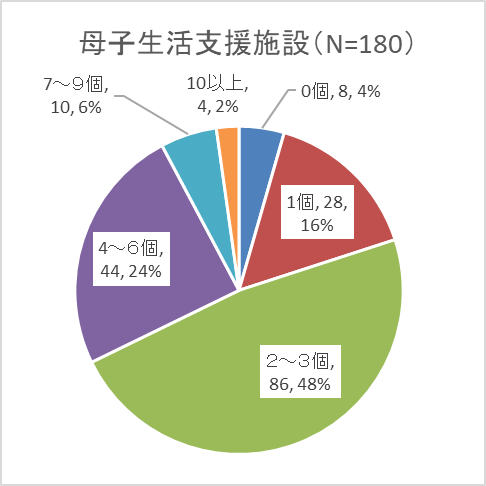 母子生活支援施設（N=180）
7～９個,
10, 6%
10以上,
4, 2%
0個, 8, 4%
1個, 28,
16%
4～６個,
44, 24%
２～３個,
86, 48%